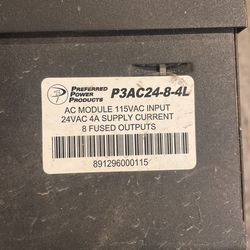 PREFERRED
POWER
PRODUCTS
P3AC24-8-4L
AC MODULE 115VAC INPUT
24VAC 4A SUPPLY CURRENT
8 FUSED OUTPUTS
891296000115